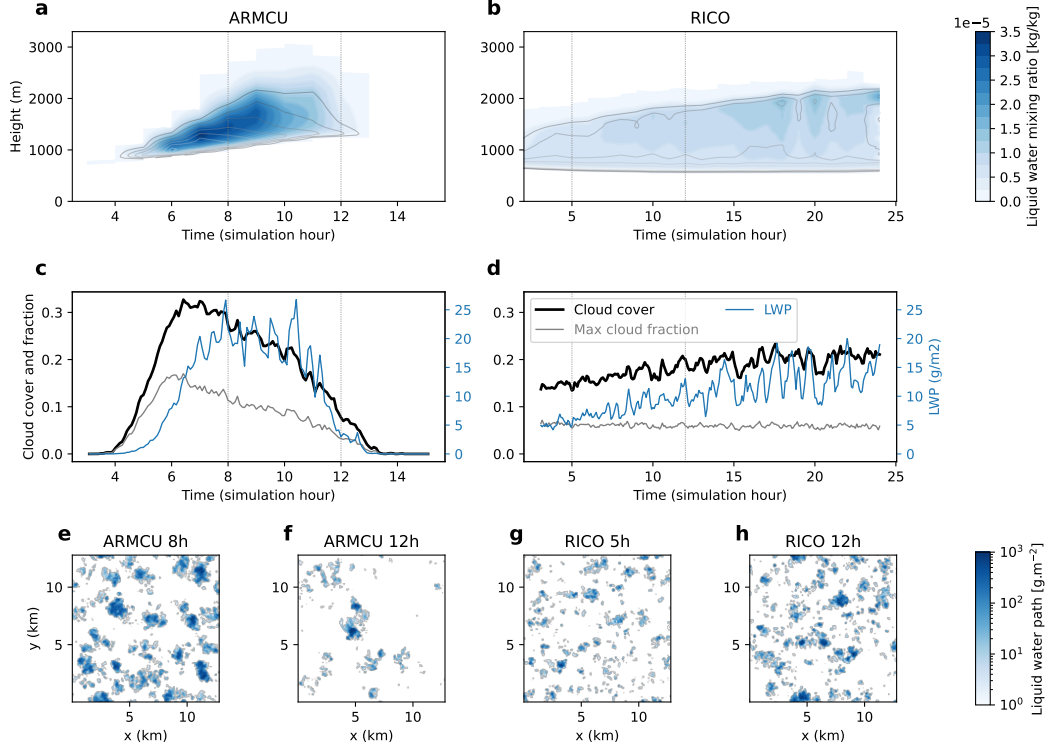 a
ARMCU
b
RICO
1e−5
Height (m)
3000
2000
1000
0
4 6 8 10 12 14
Time (simulation hour)
3000
2000
1000
0
5 10 15 20 25
Time (simulation hour)
3.5
3.0
2.5
2.0
1.5
1.0
0.5
0.0
Liquid water mixing ratio [kg/kg]
c
Cloud cover and fraction
0.3
0.2
0.1
0.0
25
20
15
10
5
0
4 6 8 10 12 14
Time (simulation hour)
d
Cloud cover
Max cloud fraction
LWP
0.3
0.2
0.1
0.0
25
20
15
10
5
0
LWP (g/m2)
5 10 15 20 25
Time (simulation hour)
e
ARMCU 8h
y (km)
10
5
5 10
x (km)
f
ARMCU 12h
10
5
5 10
x (km)
g
RICO 5h
10
5
5 10
x (km)
h
RICO 12h
10
5
5 10
x (km)
10³
10²
10¹
10⁰
Liquid water path [g.m⁻²]